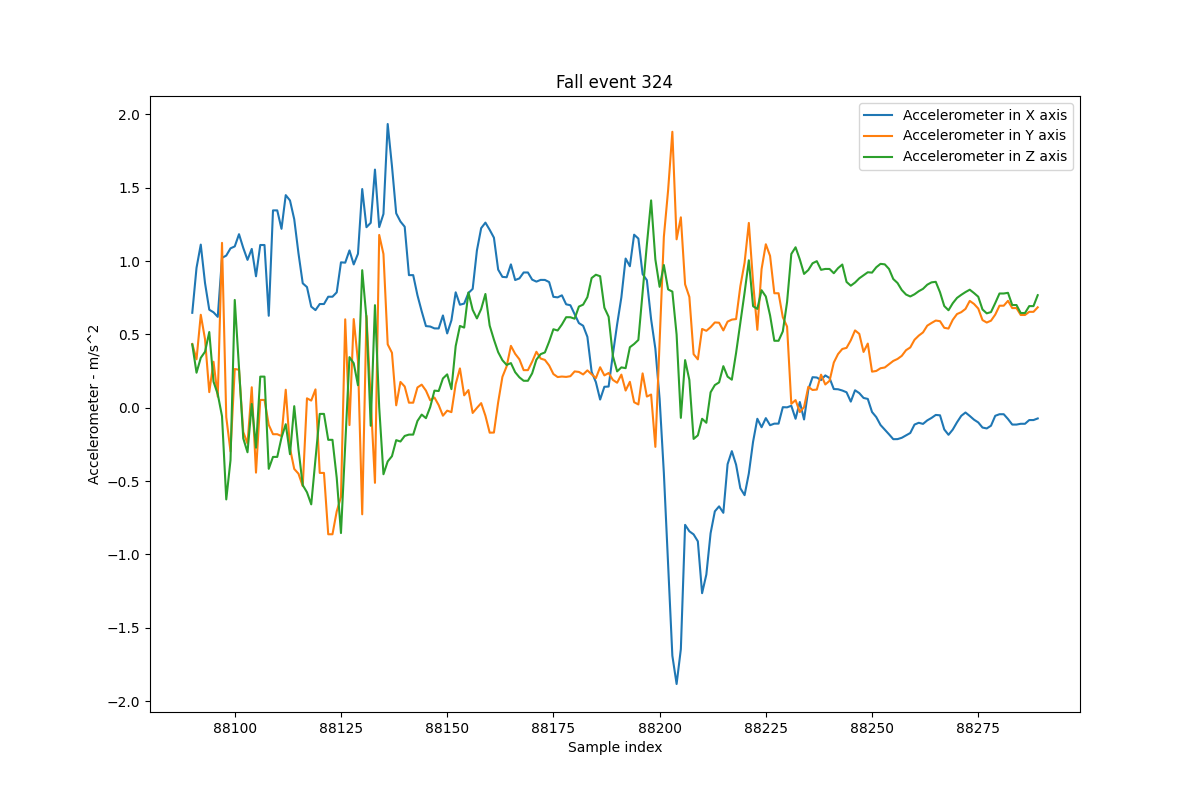 Fall event 324
Accelerometer in X axis
Accelerometer in Y axis
Accelerometer in Z axis
Accelerometer - m/s^2
2.0
1.5
1.0
0.5
0.0
−0.5
−1.0
−1.5
−2.0
88100 88125 88150 88175 88200 88225 88250 88275
Sample index